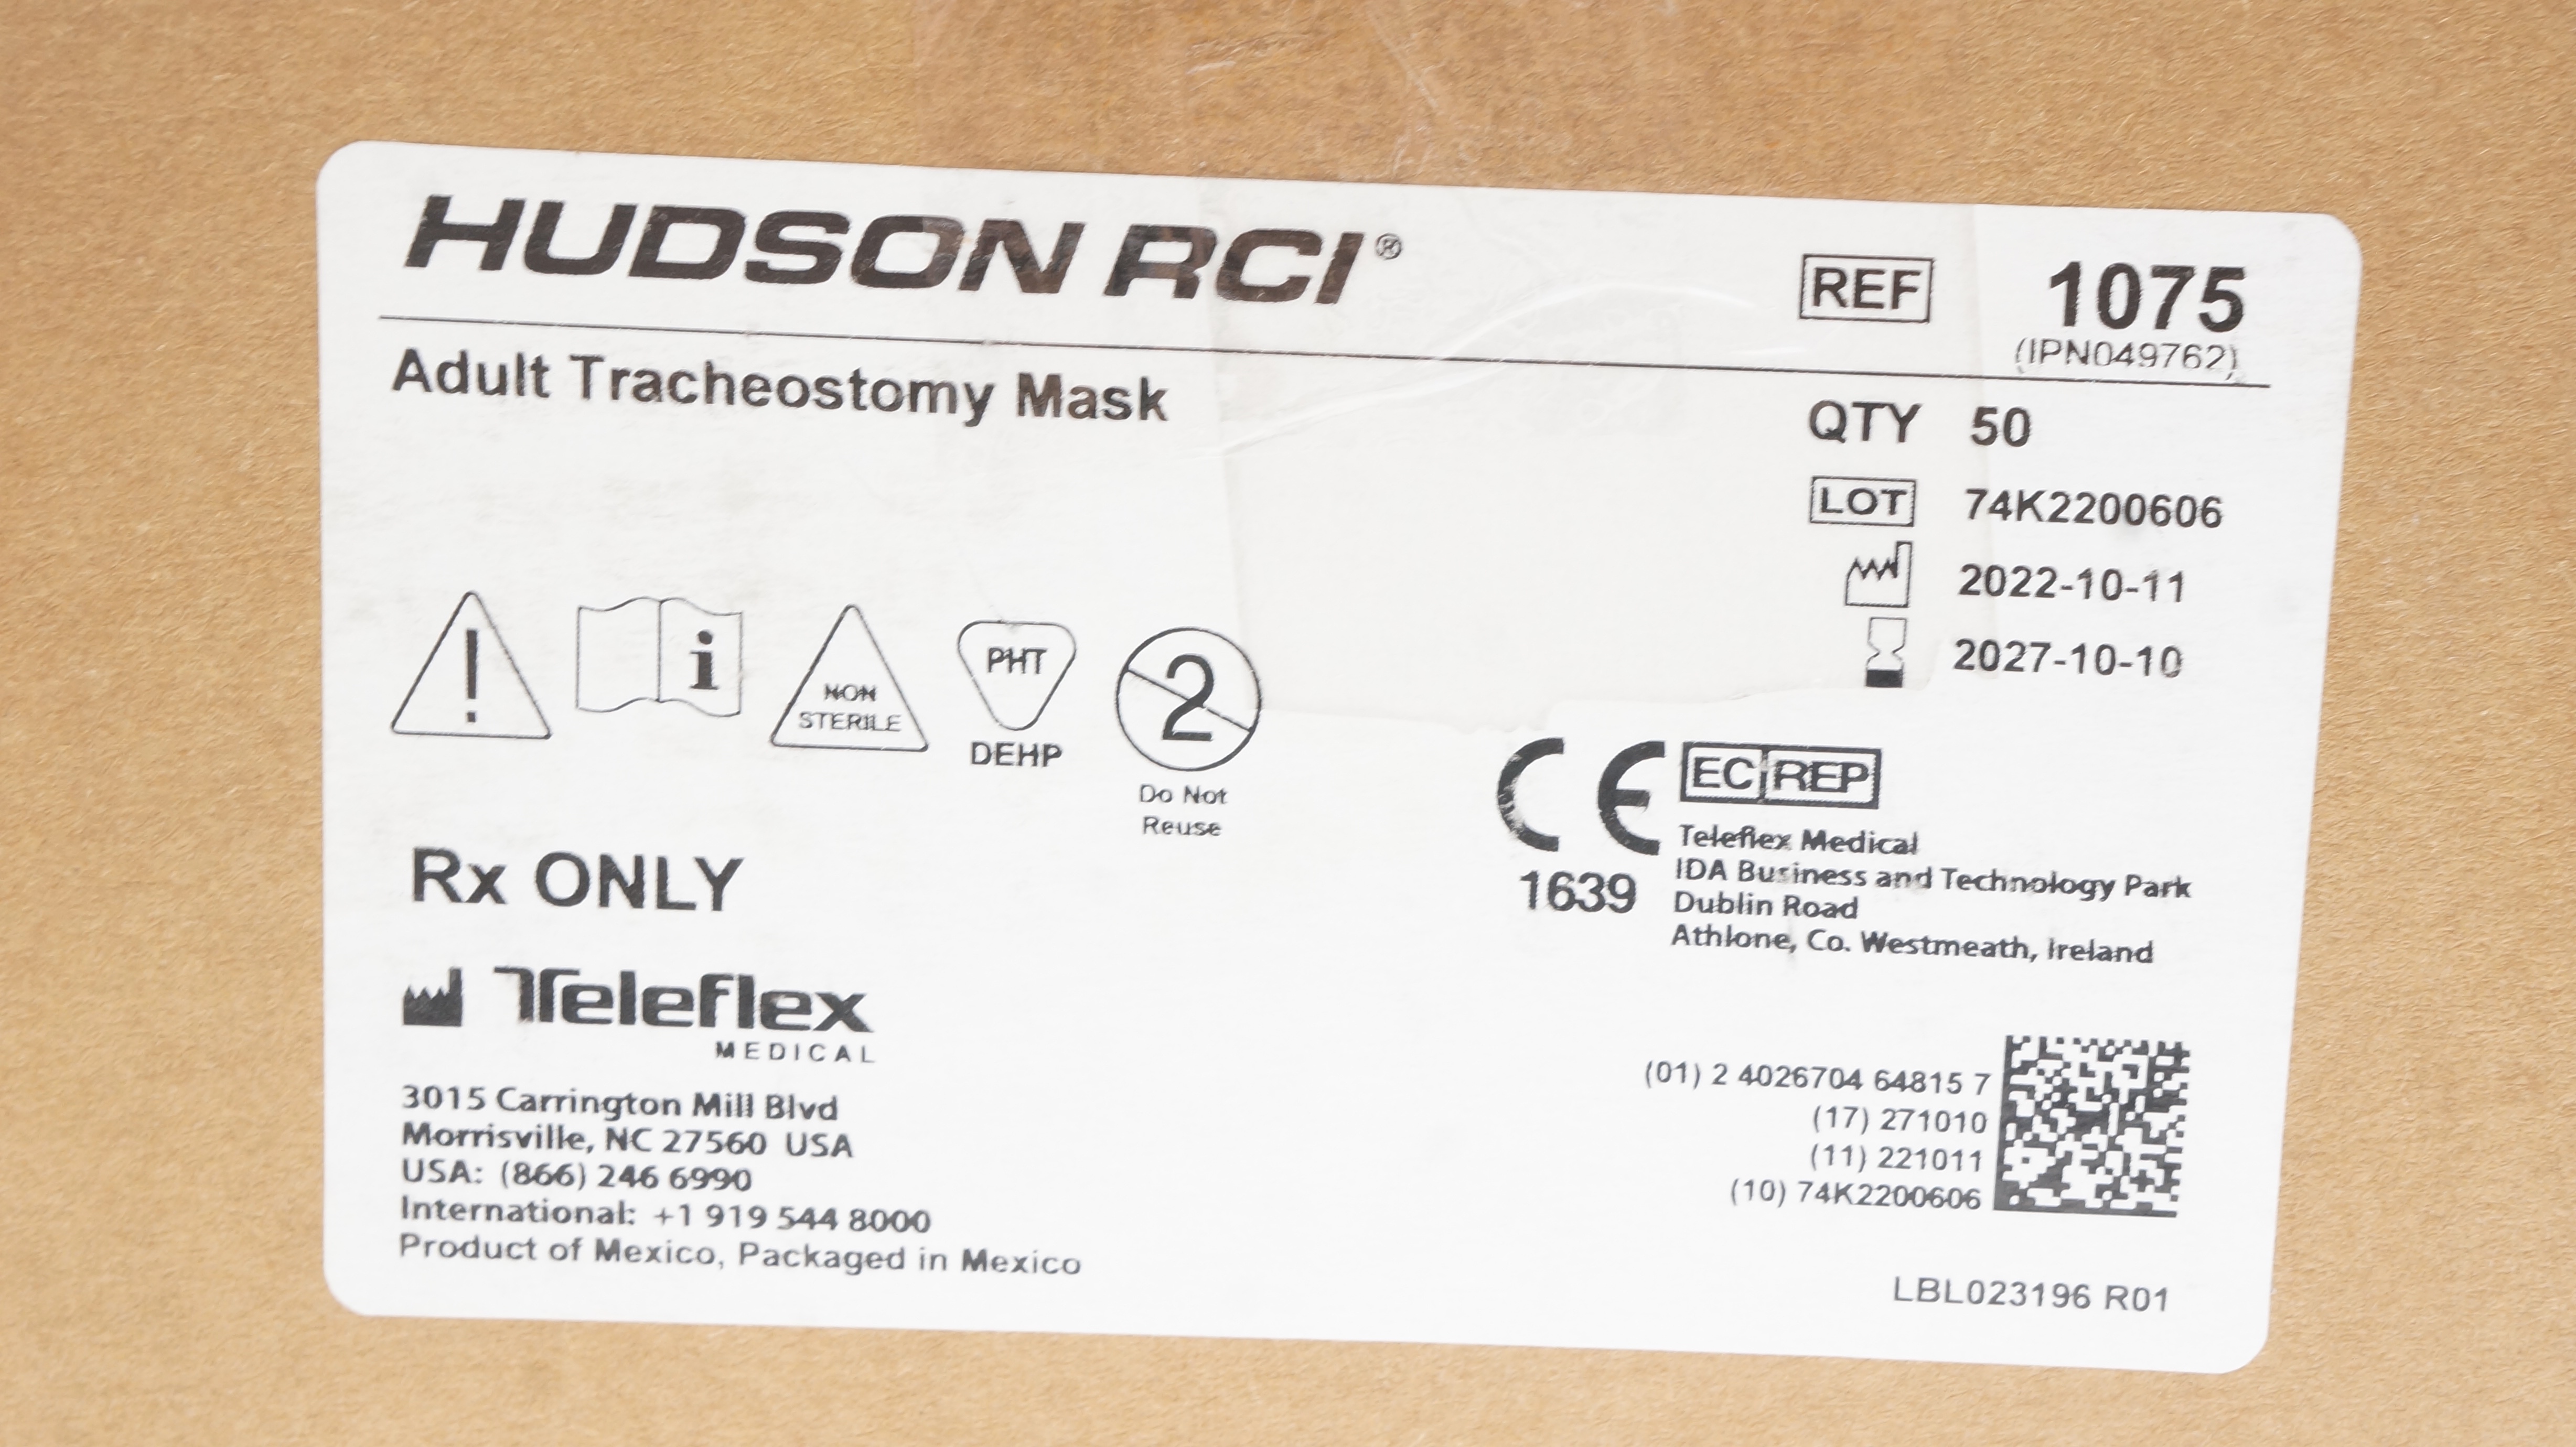 HUDSON RCI®
REF 1075
(IPN049762)
Adult Tracheostomy Mask
QTY 50
LOT 74K2200606
2022-10-11
2027-10-10
!
i
NON
STERILE
PHT
DEHP
2
Do Not
Reuse
CE
1639
EC REP
Teleflex Medical
IDA Business and Technology Park
Dublin Road
Athlone, Co. Westmeath, Ireland
Rx ONLY
Teleflex
MEDICAL
3015 Carrington Mill Blvd
Morrisville, NC 27560 USA
USA: (866) 246 6990
International: +1 919 544 8000
Product of Mexico, Packaged in Mexico
(01) 2 4026704 64815 7
(17) 271010
(11) 221011
(10) 74K2200606
LBL023196 R01